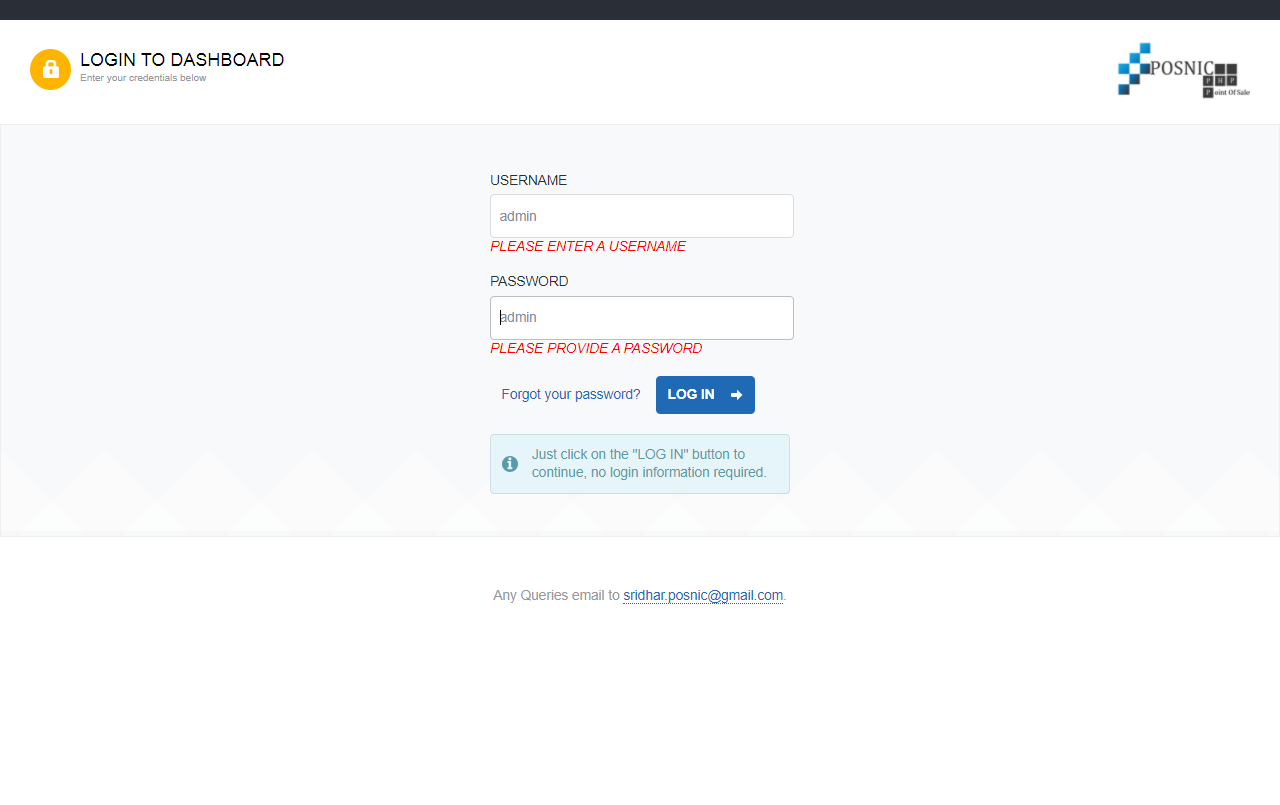 LOGIN TO DASHBOARD
Enter your credentials below
POSNIC
PHP
Point Of Sale
USERNAME
admin
PLEASE ENTER A USERNAME
PASSWORD
admin
PLEASE PROVIDE A PASSWORD
Forgot your password?
LOG IN
Just click on the "LOG IN" button to
continue, no login information required.
Any Queries email to sridhar.posnic@gmail.com.